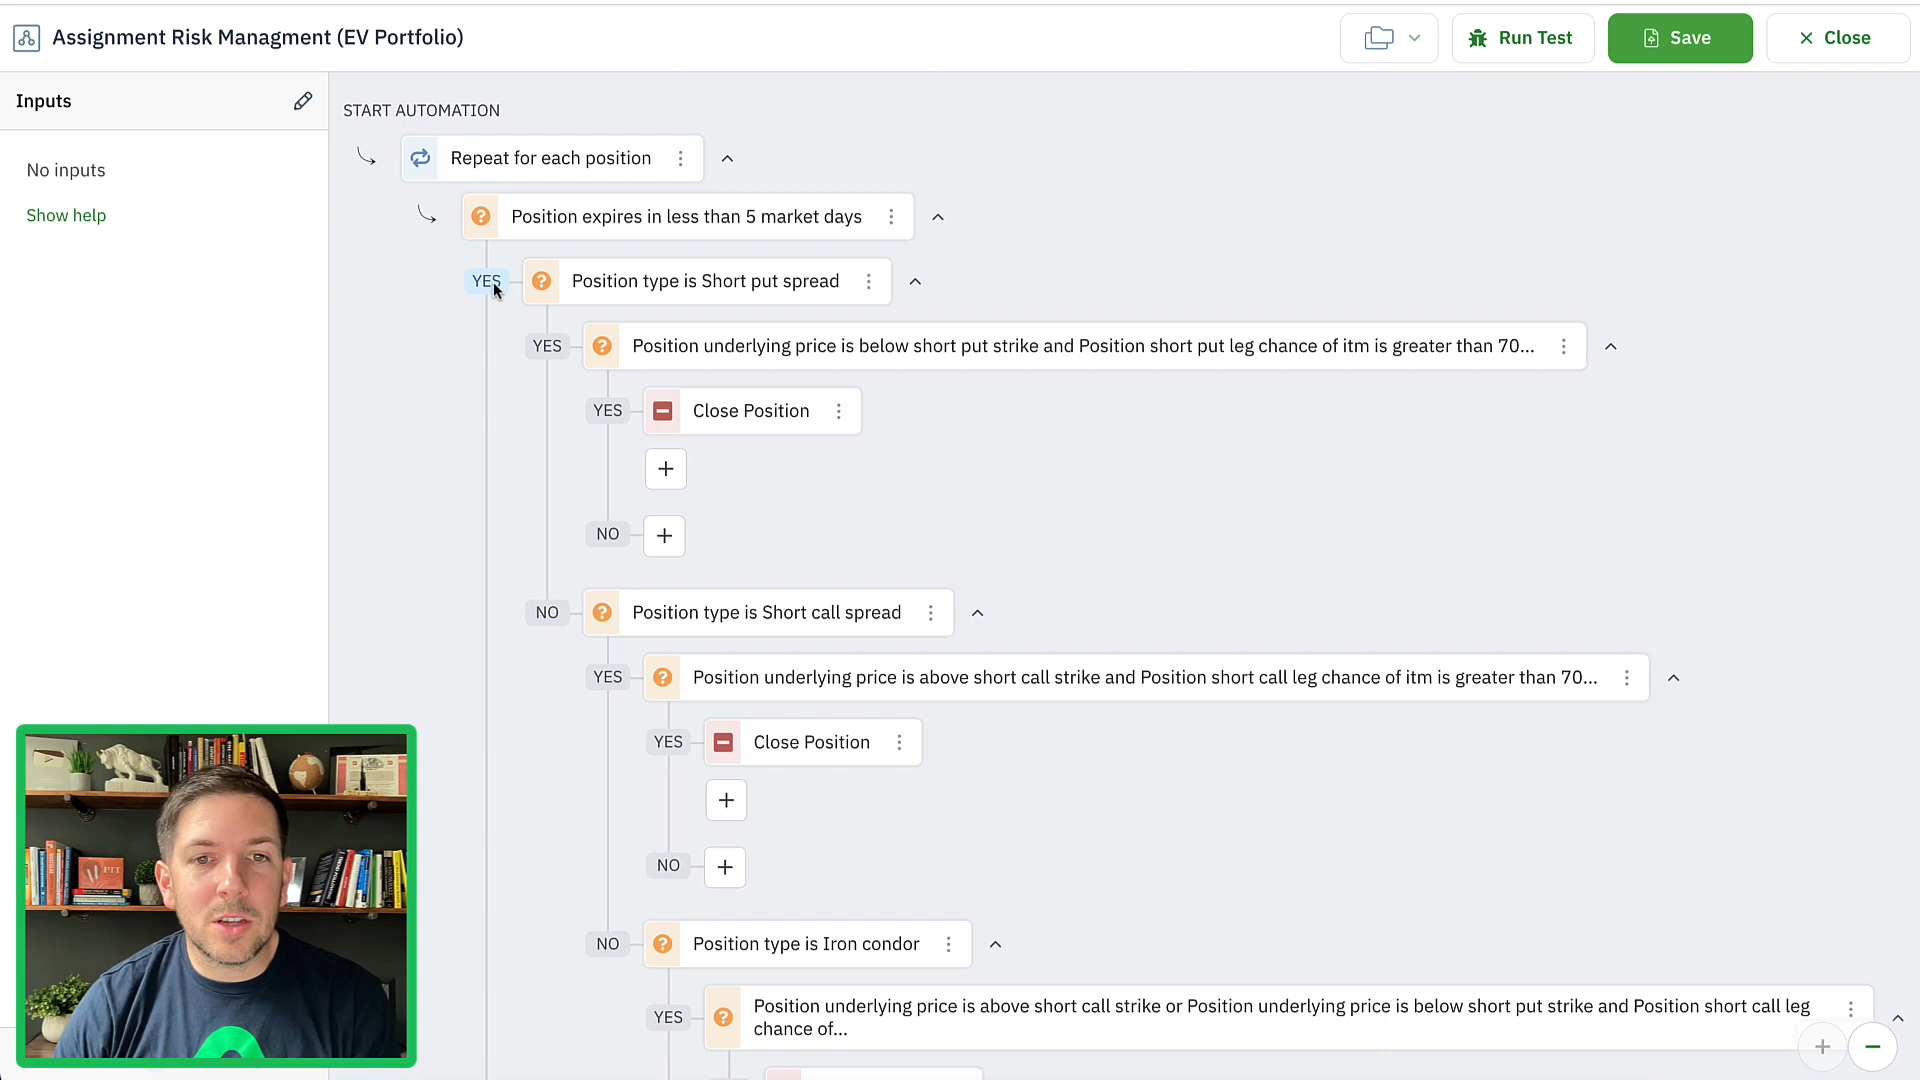 Assignment Risk Managment (EV Portfolio)
Run Test
Save
Close
Inputs
No inputs
Show help
START AUTOMATION
Repeat for each position
Position expires in less than 5 market days
YES
Position type is Short put spread
YES
Position underlying price is below short put strike and Position short put leg chance of itm is greater than 70...
YES
Close Position
NO
NO
Position type is Short call spread
YES
Position underlying price is above short call strike and Position short call leg chance of itm is greater than 70...
YES
Close Position
NO
NO
Position type is Iron condor
YES
Position underlying price is above short call strike or Position underlying price is below short put strike and Position short call leg
chance of...
PIT